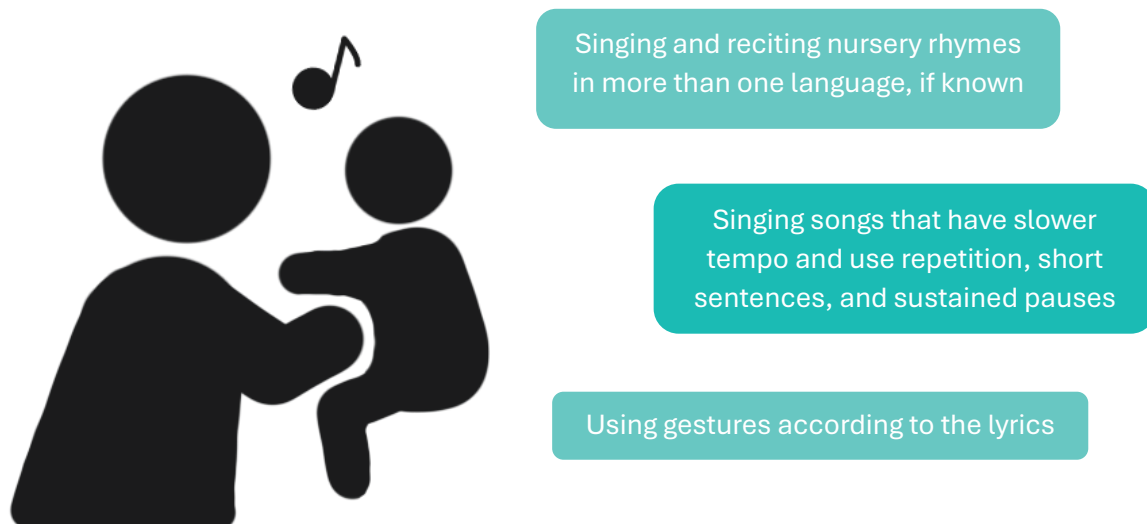 Singing and reciting nursery rhymes
in more than one language, if known
Singing songs that have slower
tempo and use repetition, short
sentences, and sustained pauses
Using gestures according to the lyrics